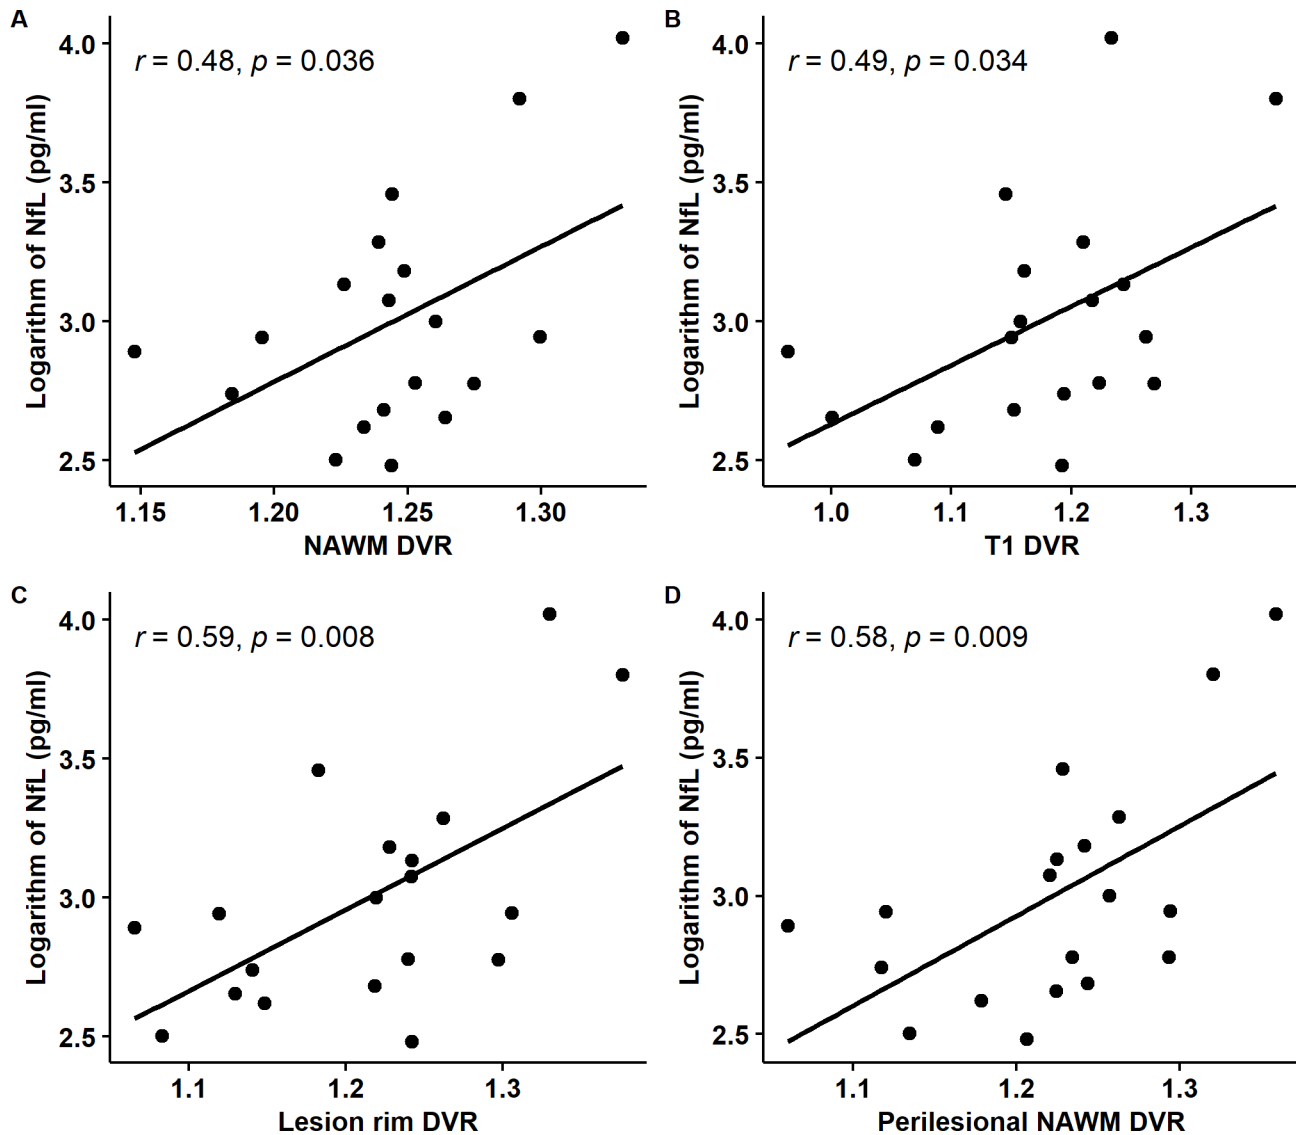 A
r = 0.48, p = 0.036
Logarithm of NfL (pg/ml)
4.0
3.5
3.0
2.5
1.15 1.20 1.25 1.30
NAWM DVR
B
r = 0.49, p = 0.034
Logarithm of NfL (pg/ml)
4.0
3.5
3.0
2.5
1.0 1.1 1.2 1.3
T1 DVR
C
r = 0.59, p = 0.008
Logarithm of NfL (pg/ml)
4.0
3.5
3.0
2.5
1.1 1.2 1.3
Lesion rim DVR
D
r = 0.58, p = 0.009
Logarithm of NfL (pg/ml)
4.0
3.5
3.0
2.5
1.1 1.2 1.3
Perilesional NAWM DVR